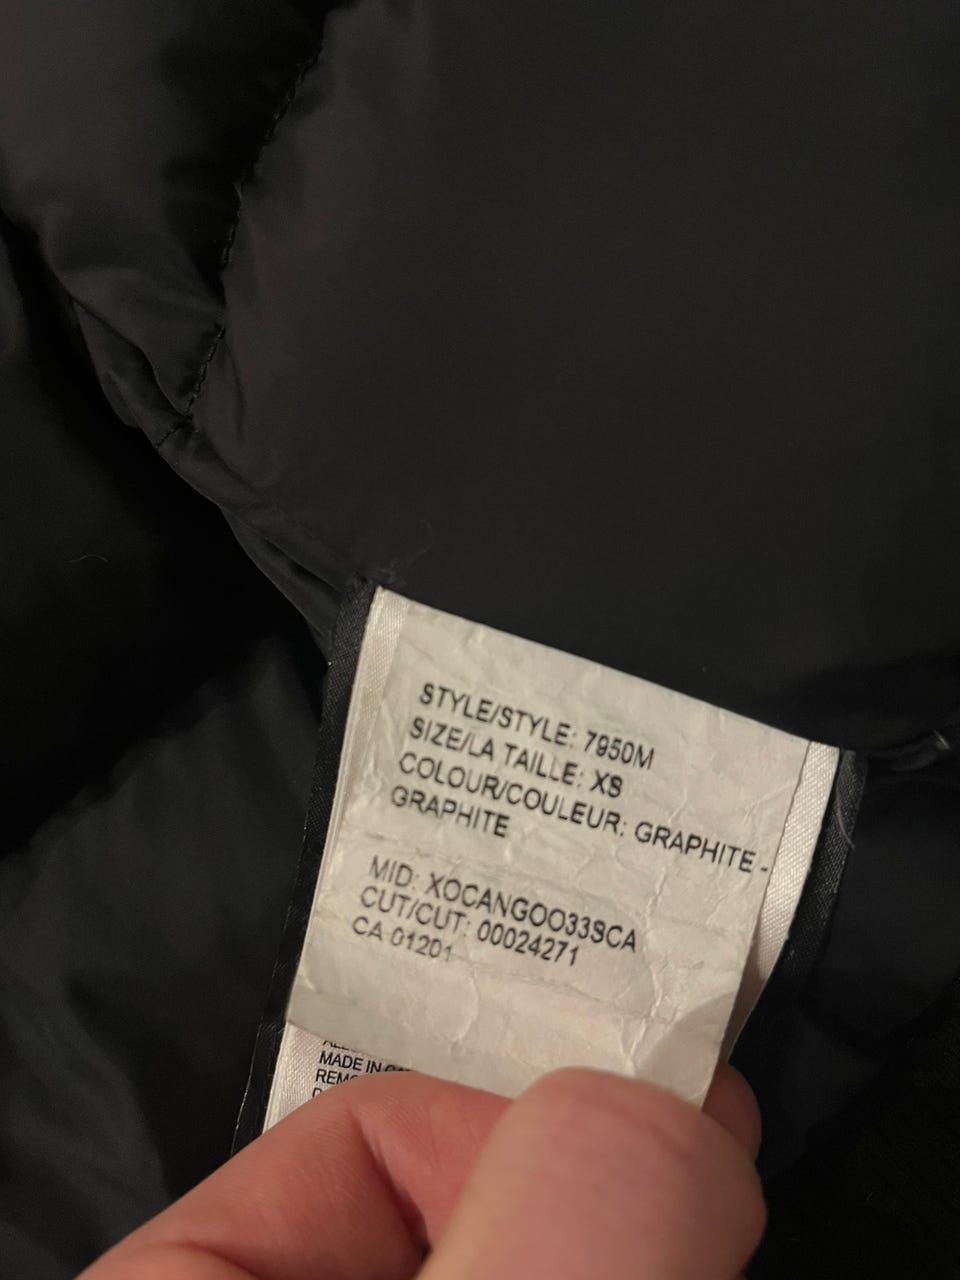 STYLE/STYLE: 7950M
SIZE/LA TAILLE: XS
COLOUR/COULEUR: GRAPHITE -
GRAPHITE
MID: XOCANGOO33SCA
CUT/CUT: 00024271
CA 01201
MADE IN